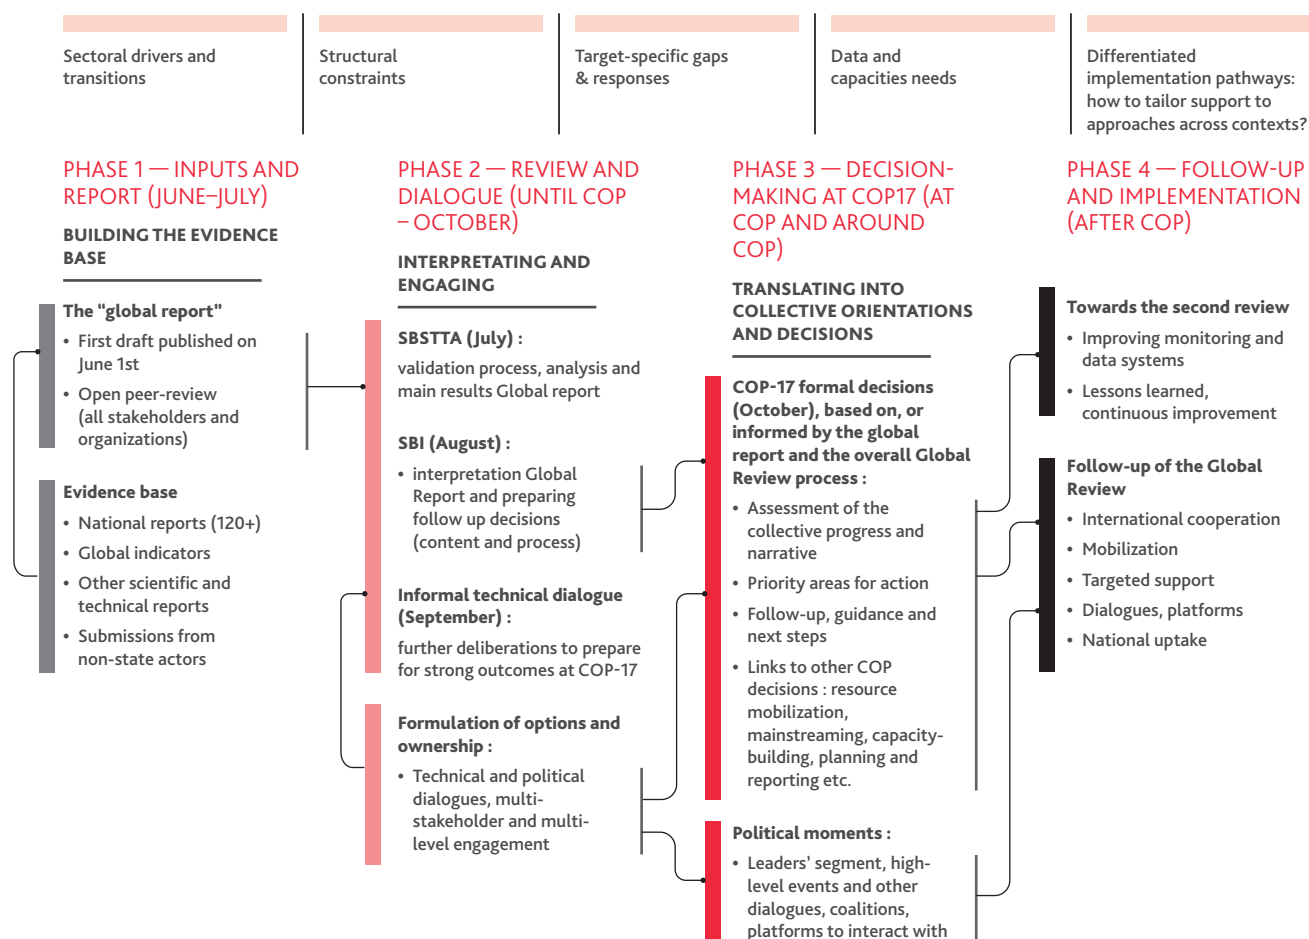 Sectoral drivers and
transitions
Structural
constraints
Target-specific gaps
& responses
Data and
capacities needs
Differentiated
implementation pathways:
how to tailor support to
approaches across contexts?
PHASE 1 — INPUTS AND
REPORT (JUNE–JULY)
BUILDING THE EVIDENCE
BASE
The “global report"
• First draft published on
June 1st
• Open peer-review
(all stakeholders and
organizations)
Evidence base
• National reports (120+)
• Global indicators
• Other scientific and
technical reports
• Submissions from
non-state actors
PHASE 2 — REVIEW AND
DIALOGUE (UNTIL COP
– OCTOBER)
INTERPRETATING AND
ENGAGING
SBSTTA (July) :
validation process, analysis and
main results Global report
SBI (August) :
• interpretation Global
Report and preparing
follow up decisions
(content and process)
Informal technical dialogue
(September) :
further deliberations to prepare
for strong outcomes at COP-17
Formulation of options and
ownership :
• Technical and political
dialogues, multi-
stakeholder and multi-
level engagement
PHASE 3 — DECISION-
MAKING AT COP17 (AT
COP AND AROUND
COP)
TRANSLATING INTO
COLLECTIVE ORIENTATIONS
AND DECISIONS
COP-17 formal decisions
(October), based on, or
informed by the global
report and the overall Global
Review process :
• Assessment of the
collective progress and
narrative
• Priority areas for action
• Follow-up, guidance and
next steps
• Links to other COP
decisions : resource
mobilization,
mainstreaming, capacity-
building, planning and
reporting etc.
Political moments :
• Leaders' segment, high-
level events and other
dialogues, coalitions,
platforms to interact with
PHASE 4 — FOLLOW-UP
AND IMPLEMENTATION
(AFTER COP)
Towards the second review
• Improving monitoring and
data systems
• Lessons learned,
continuous improvement
Follow-up of the Global
Review
• International cooperation
• Mobilization
• Targeted support
• Dialogues, platforms
• National uptake